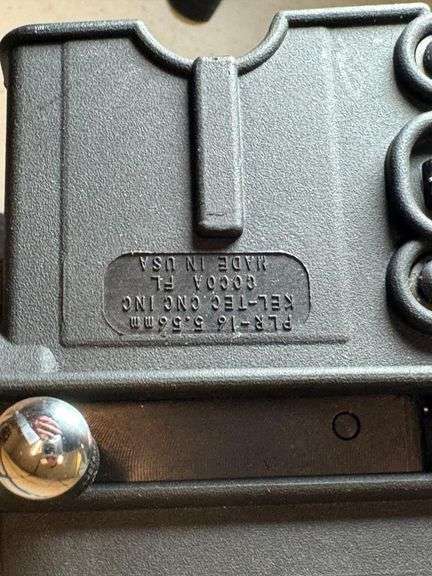 PLR-16 5.56mm
KEL-TEC CNC INC
COCOA FL
MADE IN USA